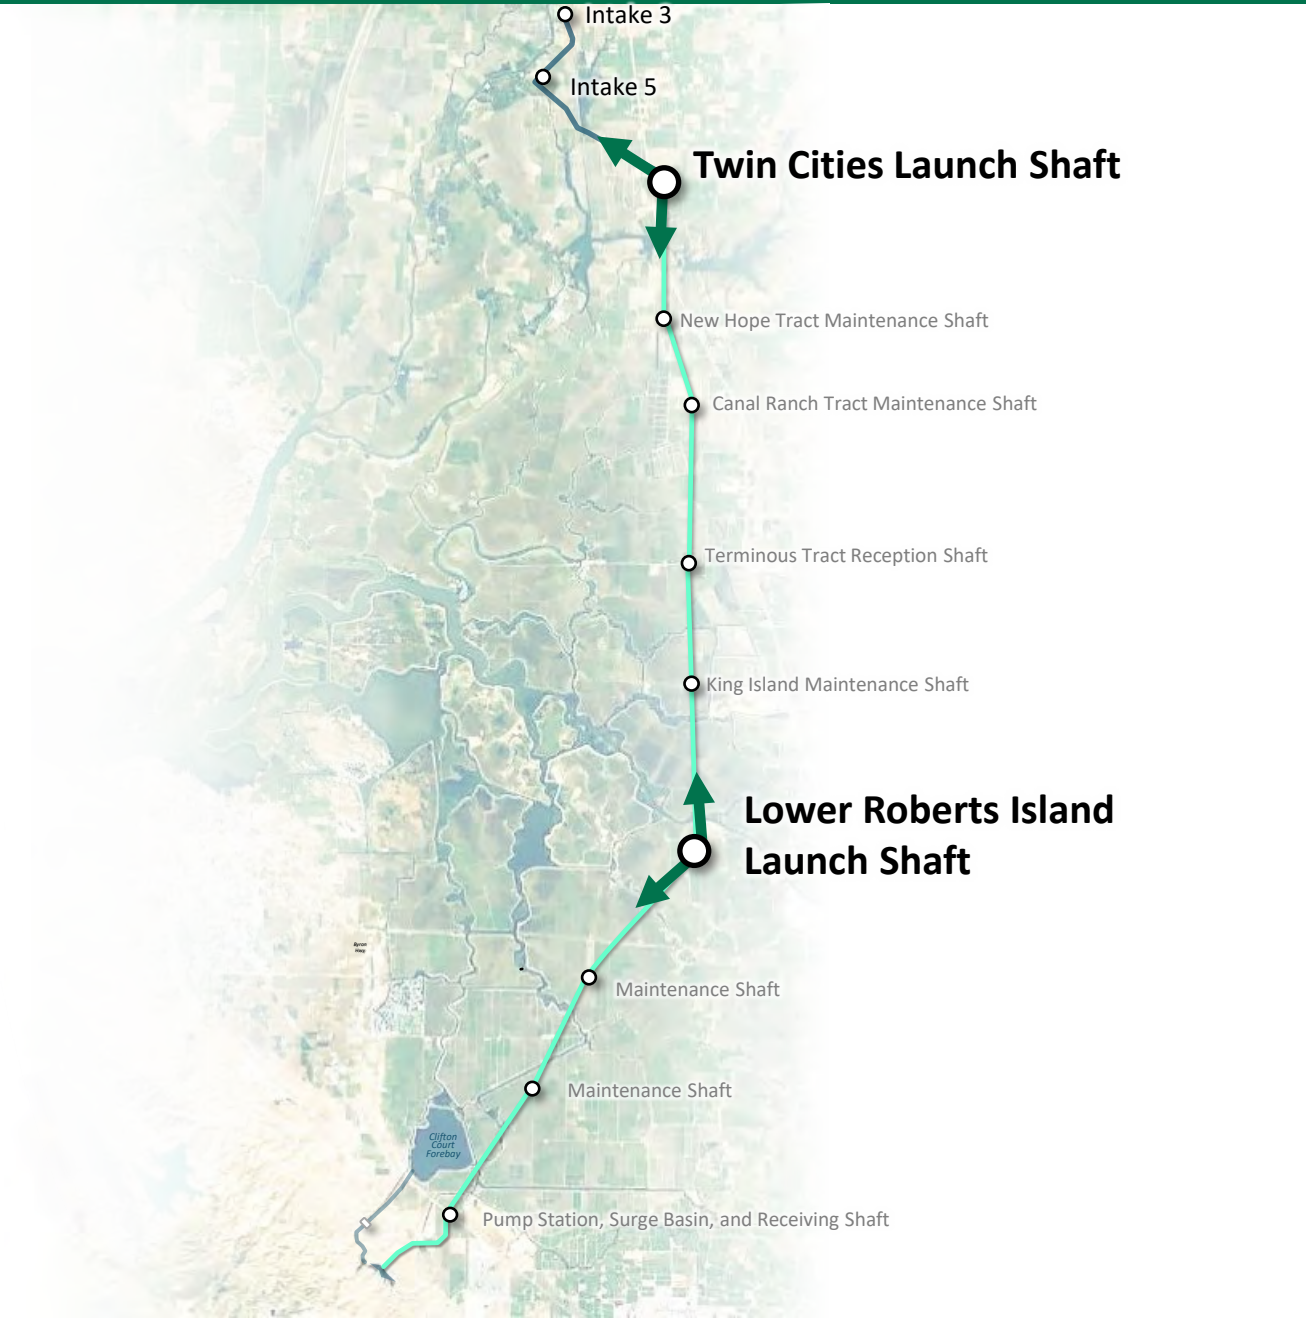 Intake 3
Intake 5
Twin Cities Launch Shaft
New Hope Tract Maintenance Shaft
Canal Ranch Tract Maintenance Shaft
Terminous Tract Reception Shaft
King Island Maintenance Shaft
Lower Roberts Island
Launch Shaft
Byron
Hwy
Maintenance Shaft
Maintenance Shaft
Clifton
Court
Forebay
Pump Station, Surge Basin, and Receiving Shaft